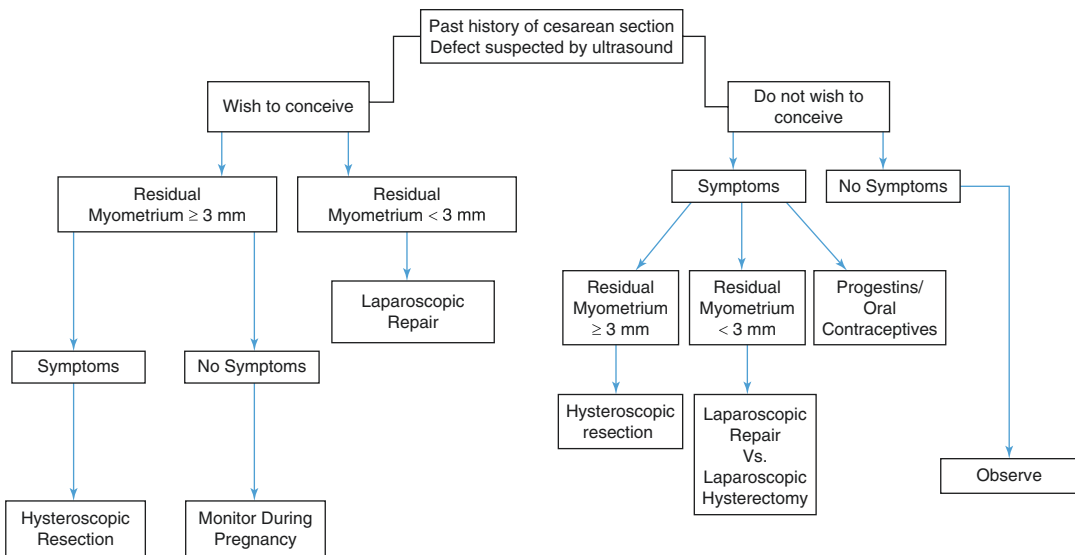 Past history of cesarean section
Defect suspected by ultrasound
Wish to conceive
Do not wish to
conceive
Residual
Myometrium ≥ 3 mm
Residual
Myometrium < 3 mm
Symptoms
No Symptoms
Laparoscopic
Repair
Residual
Myometrium
≥ 3 mm
Residual
Myometrium
< 3 mm
Progestins/
Oral
Contraceptives
Symptoms
No Symptoms
Hysteroscopic
resection
Laparoscopic
Repair
Vs.
Laparoscopic
Hysterectomy
Observe
Hysteroscopic
Resection
Monitor During
Pregnancy